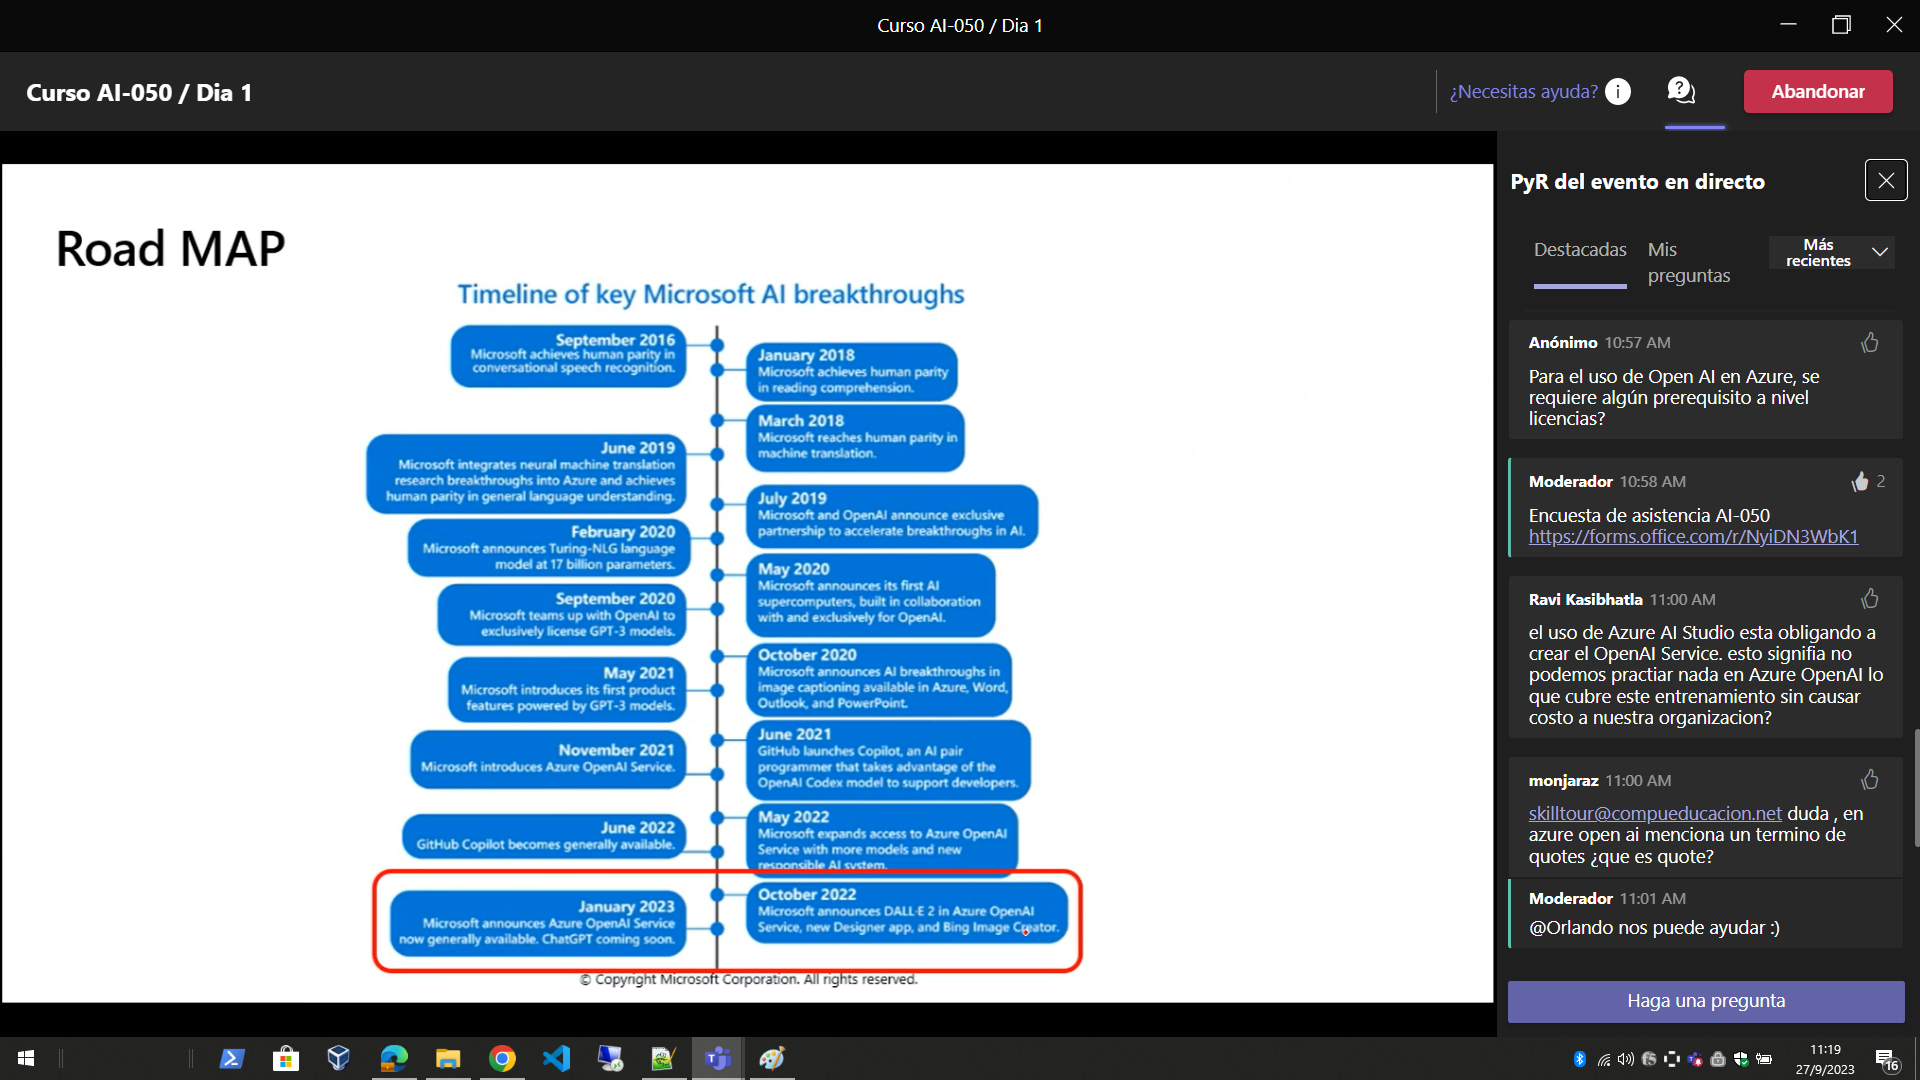 Curso AI-050 / Dia 1
Curso AI-050 / Dia 1
¿Necesitas ayuda?
Abandonar
Road MAP
Timeline of key Microsoft AI breakthroughs
September 2016
Microsoft achieves human parity in
conversational speech recognition.
January 2018
Microsoft achieves human parity
in reading comprehension.
March 2018
Microsoft reaches human parity in
machine translation.
June 2019
Microsoft integrates neural machine translation
research breakthroughs into Azure and achieves
human parity in general language understanding.
July 2019
Microsoft and OpenAI announce exclusive
partnership to accelerate breakthroughs in AI.
February 2020
Microsoft announces Turing-NLG language
model at 17 billion parameters.
May 2020
Microsoft announces its first AI
supercomputers, built in collaboration
with and exclusively for OpenAI.
September 2020
Microsoft teams up with OpenAI to
exclusively license GPT-3 models.
October 2020
Microsoft announces AI breakthroughs in
image captioning available in Azure, Word,
Outlook, and PowerPoint.
May 2021
Microsoft introduces its first product
features powered by GPT-3 models.
June 2021
GitHub launches Copilot, an AI pair
programmer that takes advantage of the
OpenAI Codex model to support developers.
November 2021
Microsoft introduces Azure OpenAI Service.
May 2022
Microsoft expands access to Azure OpenAI
Service with more models and new
responsible AI system.
June 2022
GitHub Copilot becomes generally available.
October 2022
Microsoft announces DALL·E 2 in Azure OpenAI
Service, new Designer app, and Bing Image Creator.
January 2023
Microsoft announces Azure OpenAI Service
now generally available. ChatGPT coming soon.
© Copyright Microsoft Corporation. All rights reserved.
PyR del evento en directo
Destacadas
Mis
preguntas
Más
recientes
Anónimo 10:57 AM
Para el uso de Open AI en Azure, se
requiere algún prerequisito a nivel
licencias?
Moderador 10:58 AM
2
Encuesta de asistencia AI-050
https://forms.office.com/r/NyiDN3WbK1
Ravi Kasibhatla 11:00 AM
el uso de Azure AI Studio esta obligando a
crear el OpenAI Service. esto signifia no
podemos practiar nada en Azure OpenAI lo
que cubre este entrenamiento sin causar
costo a nuestra organizacion?
monjaraz 11:00 AM
skilltour@compueducacion.net duda , en
azure open ai menciona un termino de
quotes ¿que es quote?
Moderador 11:01 AM
@Orlando nos puede ayudar :)
Haga una pregunta
11:19
27/9/2023
16